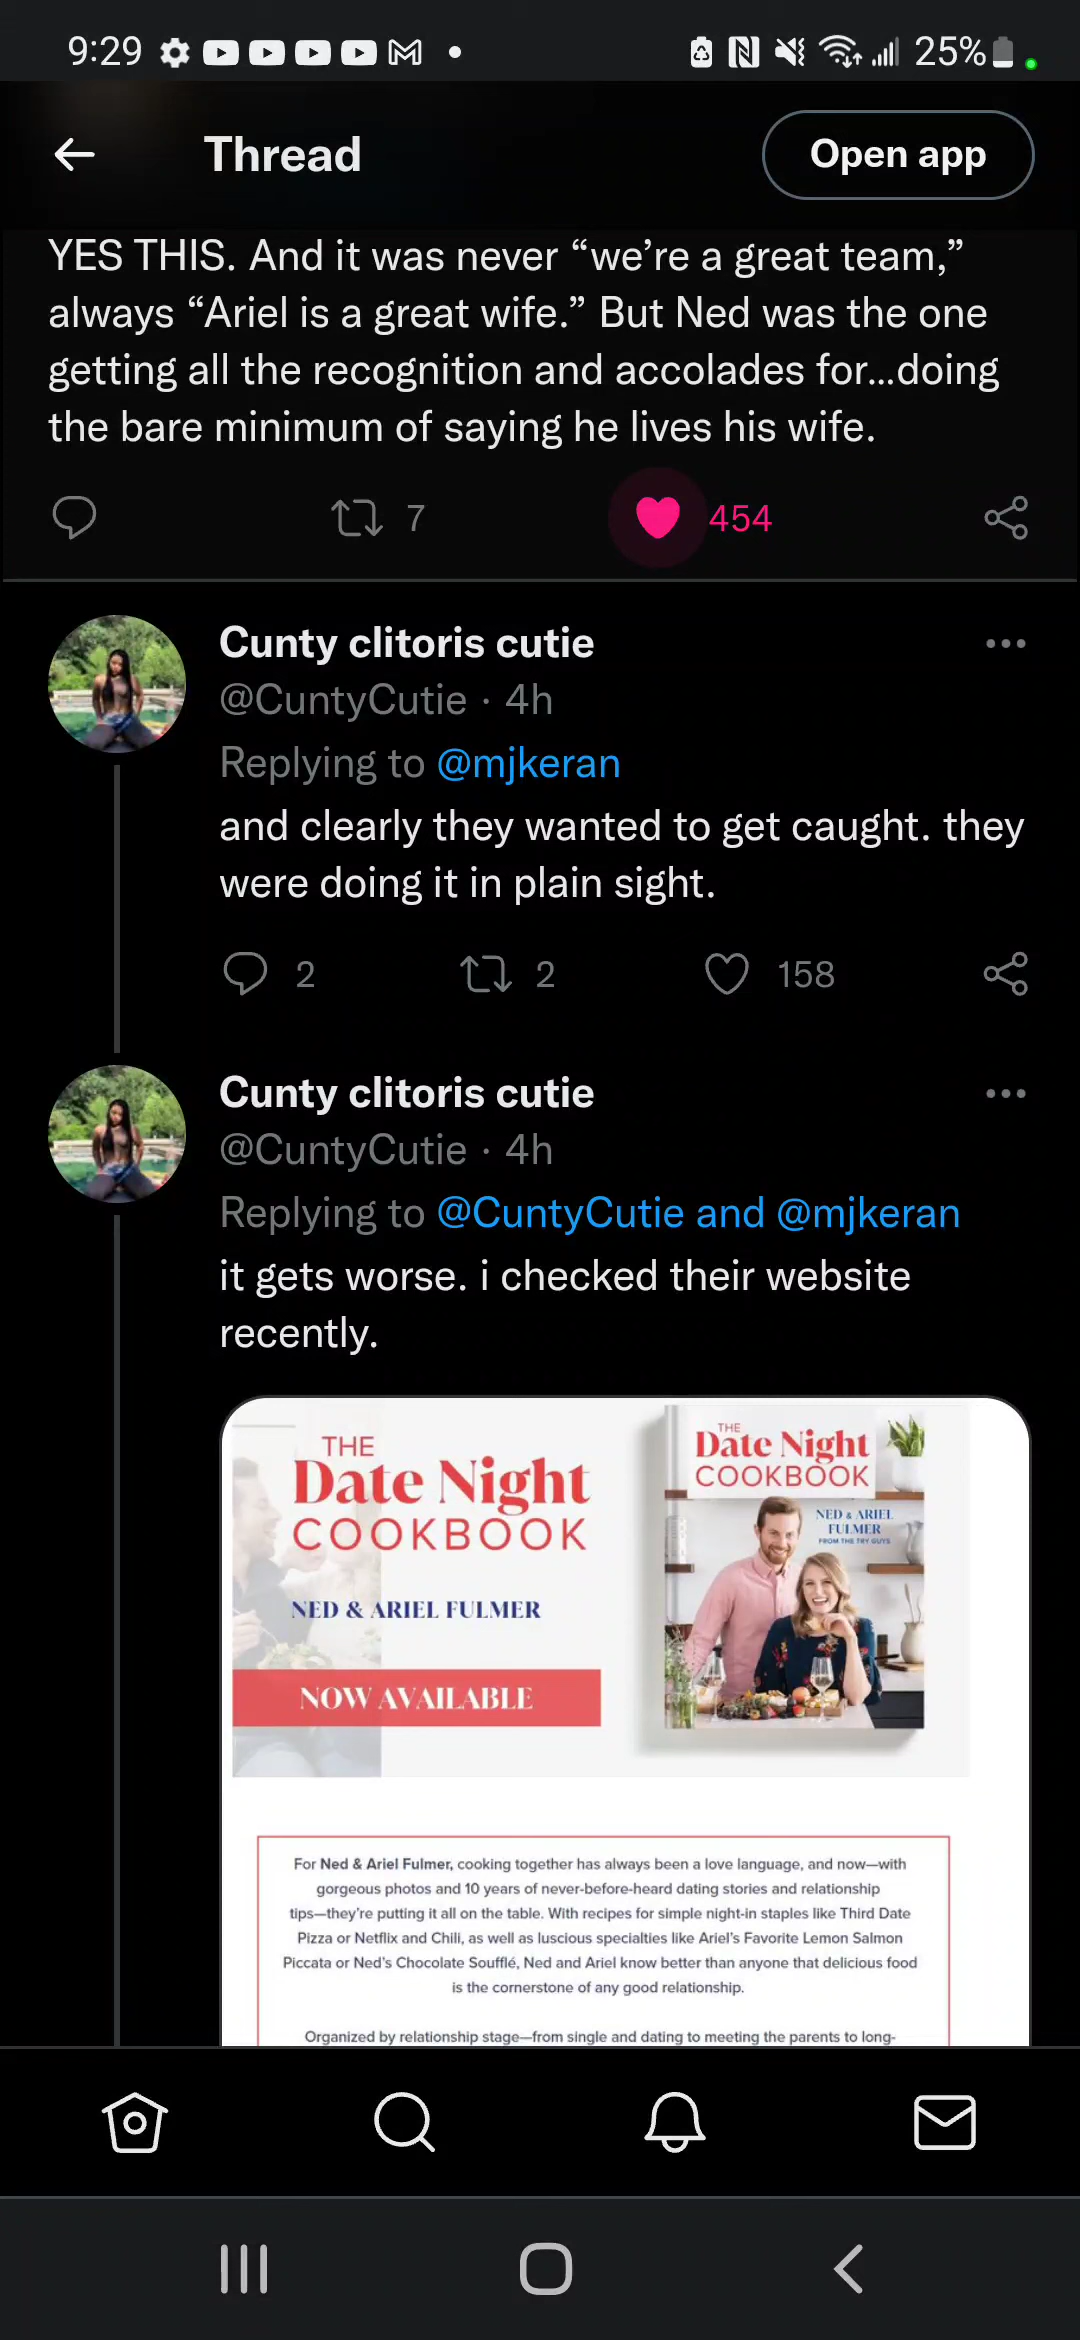 9:29
25%
Thread
Open app
YES THIS. And it was never “we’re a great team,”
always “Ariel is a great wife.” But Ned was the one
getting all the recognition and accolades for...doing
the bare minimum of saying he lives his wife.
7
454
Cunty clitoris cutie
@CuntyCutie · 4h
Replying to @mjkeran
and clearly they wanted to get caught. they
were doing it in plain sight.
2
2
158
Cunty clitoris cutie
@CuntyCutie · 4h
Replying to @CuntyCutie and @mjkeran
it gets worse. i checked their website
recently.
THE
Date Night
COOKBOOK
NED & ARIEL FULMER
NOW AVAILABLE
THE
Date Night
COOKBOOK
NED & ARIEL
FULMER
FROM THE TRY GUYS
For Ned & Ariel Fulmer, cooking together has always been a love language, and now—with
gorgeous photos and 10 years of never-before-heard dating stories and relationship
tips—they’re putting it all on the table. With recipes for simple night-in staples like Third Date
Pizza or Netflix and Chili, as well as luscious specialties like Ariel’s Favorite Lemon Salmon
Piccata or Ned’s Chocolate Soufflé, Ned and Ariel know better than anyone that delicious food
is the cornerstone of any good relationship.
Organized by relationship stage—from single and dating to meeting the parents to long-